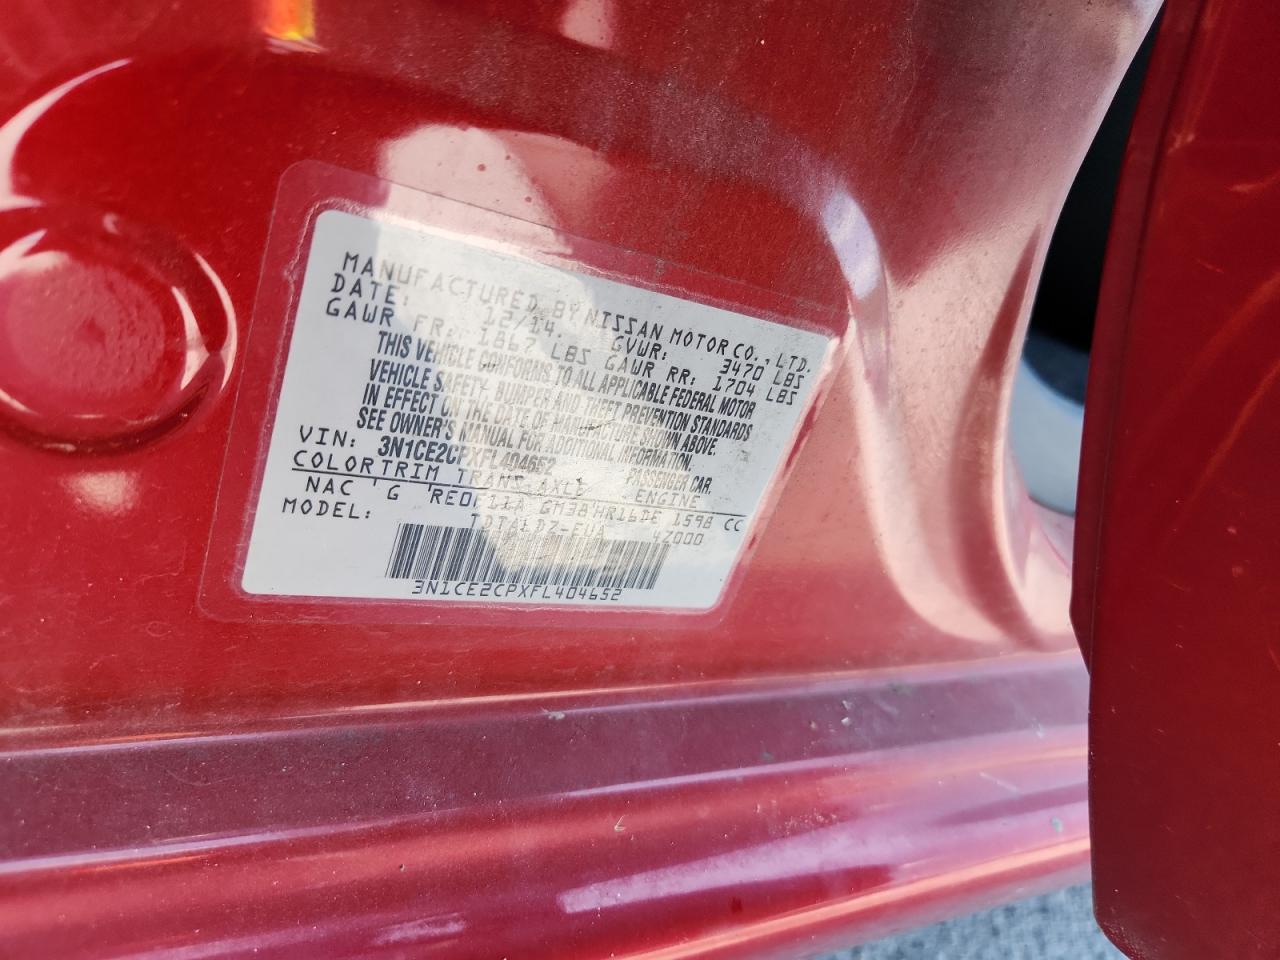 MANUFACTURED BY NISSAN MOTOR CO., LTD.
DATE: 12/14. GVWR: 3470 LBS
GAWR FR: 1867 LBS GAWR RR: 1704 LBS
THIS VEHICLE CONFORMS TO ALL APPLICABLE FEDERAL MOTOR
VEHICLE SAFETY, BUMPER AND THEFT PREVENTION STANDARDS
IN EFFECT ON THE DATE OF MANUFACTURE SHOWN ABOVE.
SEE OWNER'S MANUAL FOR ADDITIONAL INFORMATION.
VIN: 3N1CE2CPXFL404652 PASSENGER CAR.
COLOR TRIM TRANS AXLE ENGINE
NAC G RE0F11A GM38 HR16DE 1598 CC
MODEL: 4Z000
3N1CE2CPXFL404652